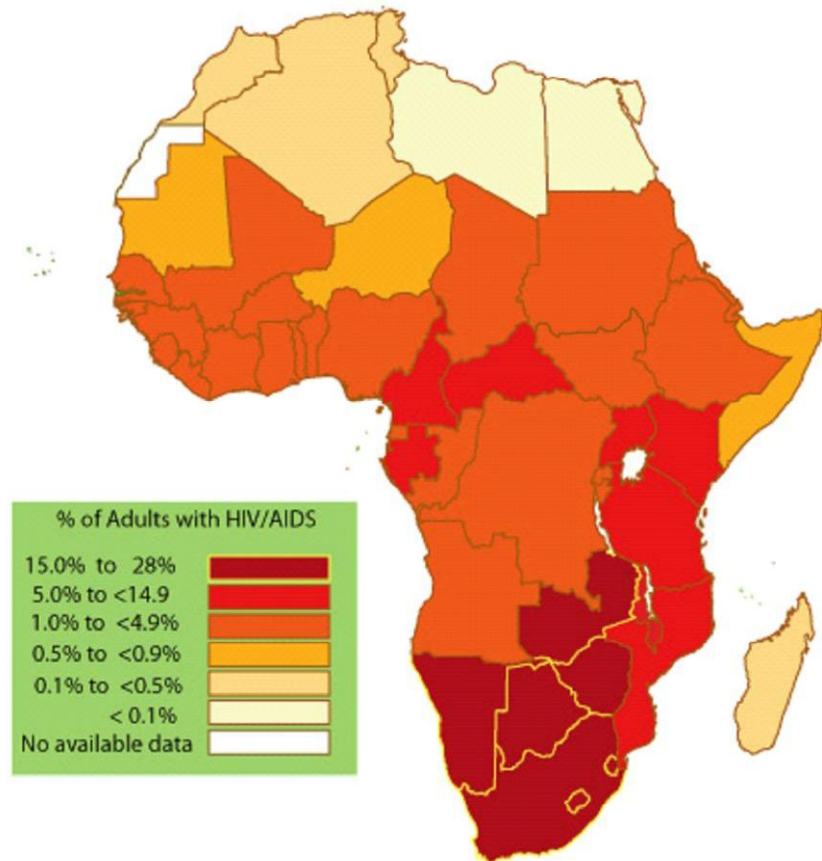 % of Adults with HIV/AIDS
15.0% to 28%
5.0% to <14.9
1.0% to <4.9%
0.5% to <0.9%
0.1% to <0.5%
< 0.1%
No available data